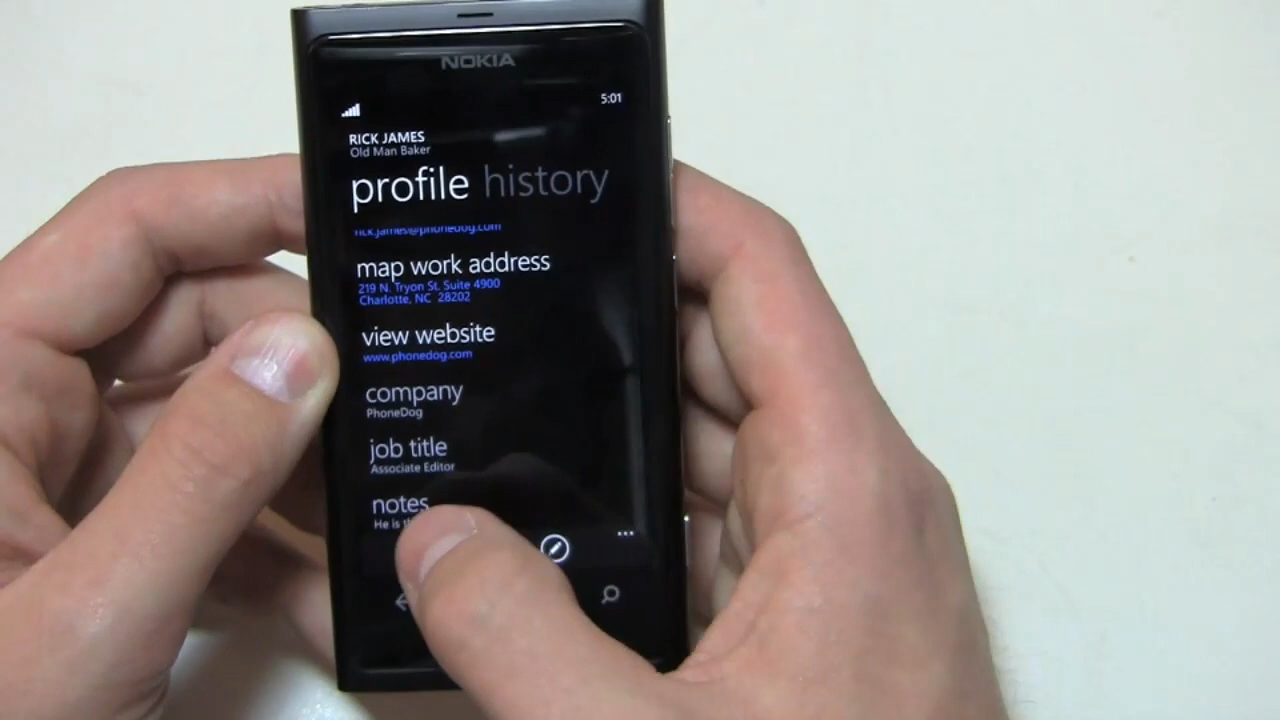 NOKIA
5:01
RICK JAMES
Old Man Baker
profile history
rick.james@phonedog.com
map work address
219 N. Tryon St. Suite 4900
Charlotte, NC 28202
view website
www.phonedog.com
company
PhoneDog
job title
Associate Editor
notes
He is